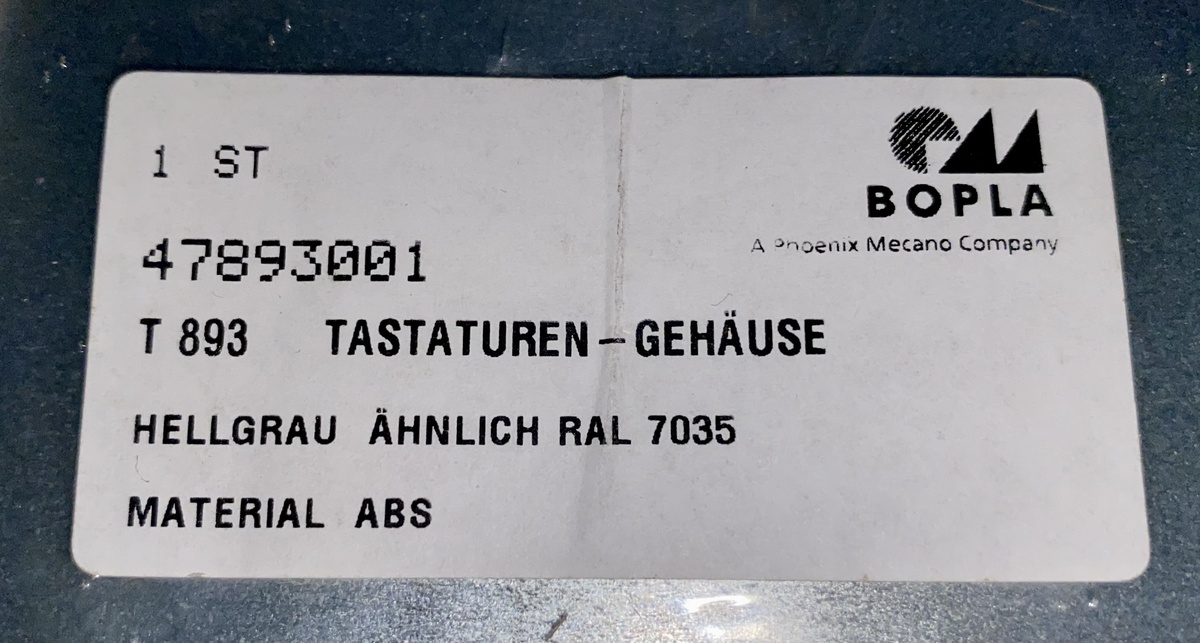 1 ST
BOPLA
A Phoenix Mecano Company
47893001
T 893 TASTATUREN-GEHÄUSE
HELLGRAU ÄHNLICH RAL 7035
MATERIAL ABS